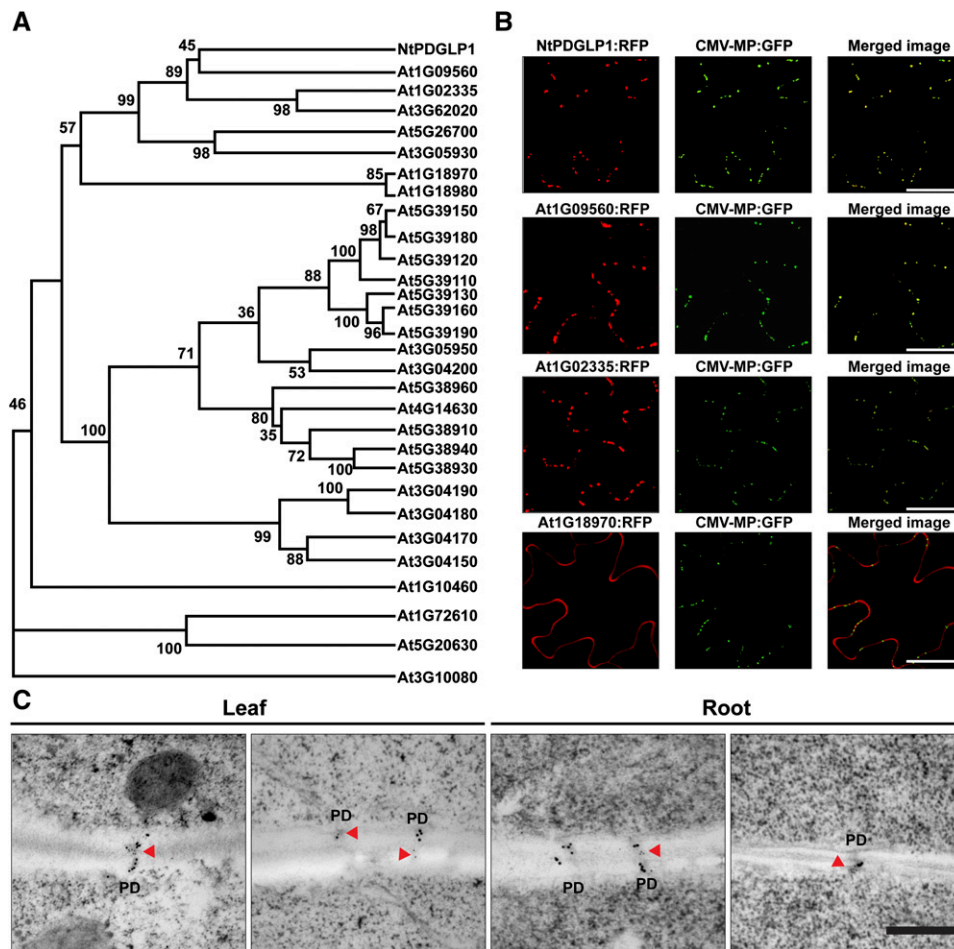 A
45
NtPDGLP1
At1G09560
89
At1G02335
99
98
At3G62020
57
At5G26700
98
At3G05930
85
At1G18970
At1G18980
67
At5G39150
98
At5G39180
100
At5G39120
88
At5G39110
At5G39130
100
At5G39160
96
At5G39190
36
At3G05950
71
53
At3G04200
At5G38960
46
80
At4G14630
100
35
At5G38910
72
At5G38940
100
At5G38930
100
At3G04190
At3G04180
99
At3G04170
88
At3G04150
At1G10460
At1G72610
100
At5G20630
At3G10080
B
NtPDGLP1:RFP CMV-MP:GFP Merged image
At1G09560:RFP CMV-MP:GFP Merged image
At1G02335:RFP CMV-MP:GFP Merged image
At1G18970:RFP CMV-MP:GFP Merged image
C
Leaf
Root
PD
PD
PD
PD
PD
PD